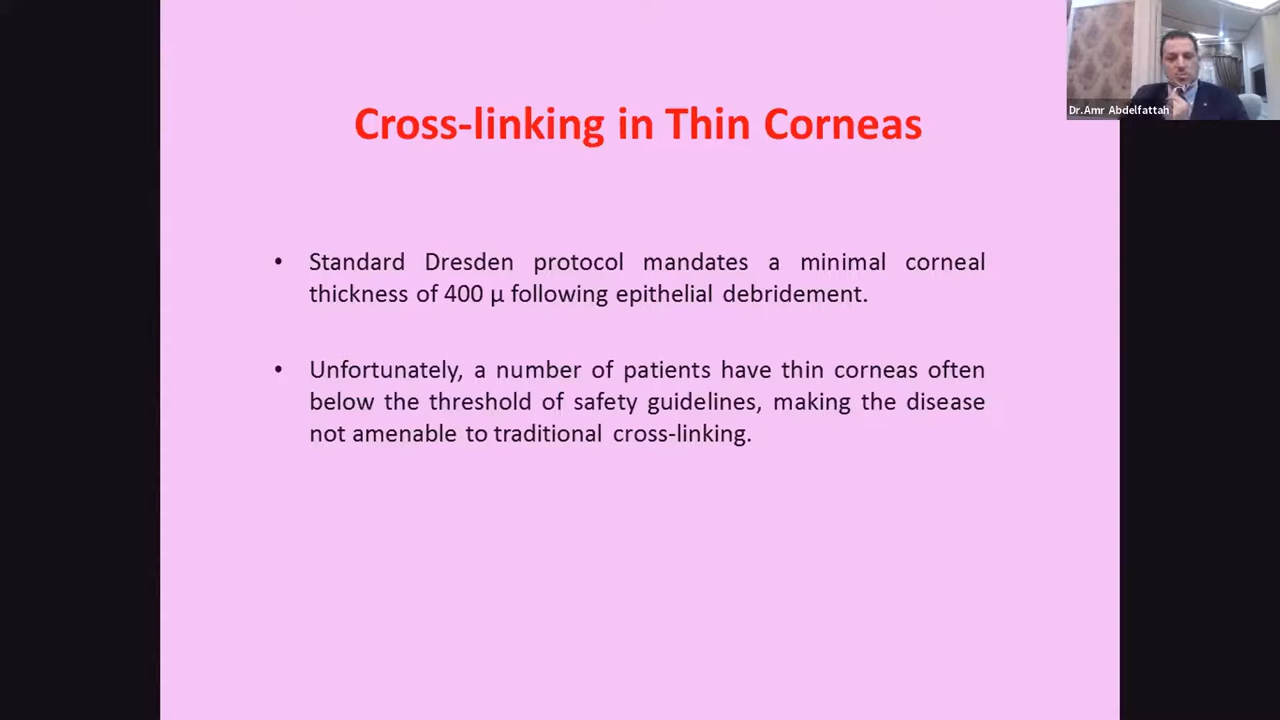 Cross-linking in Thin Corneas
• Standard Dresden protocol mandates a minimal corneal
thickness of 400 µ following epithelial debridement.
• Unfortunately, a number of patients have thin corneas often
below the threshold of safety guidelines, making the disease
not amenable to traditional cross-linking.
Dr.Amr Abdelfattah